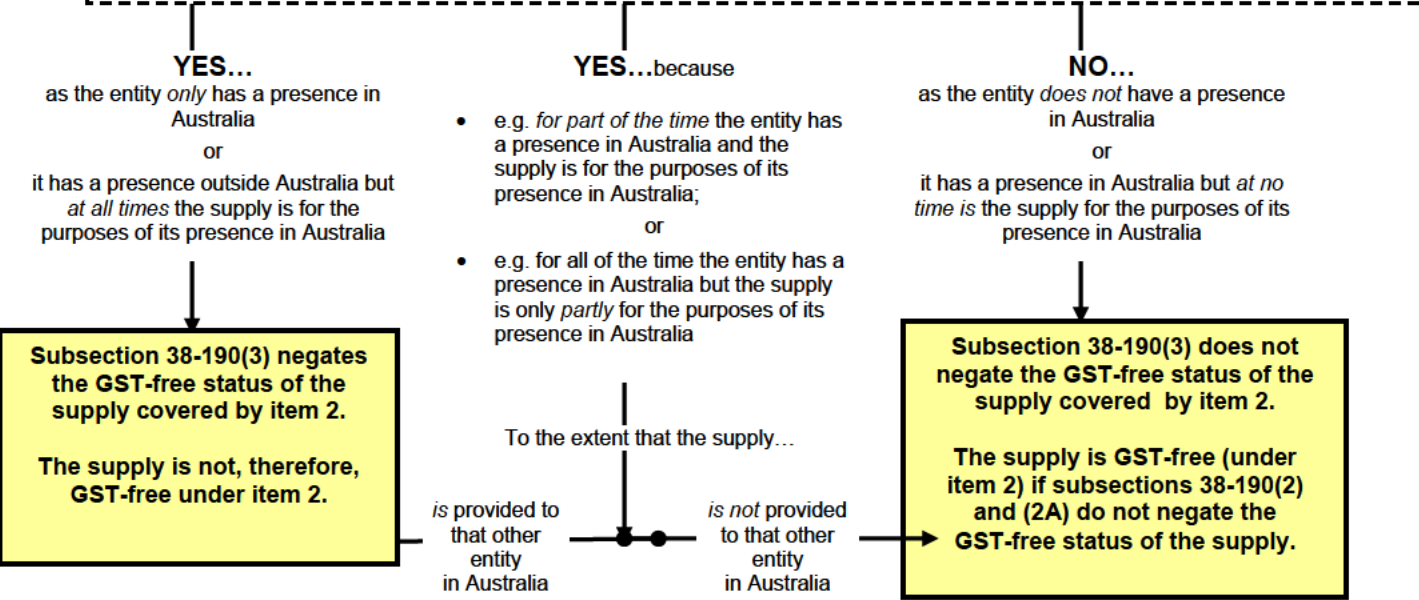 YES…
as the entity only has a presence in
Australia
or
it has a presence outside Australia but
at all times the supply is for the
purposes of its presence in Australia
Subsection 38-190(3) negates
the GST-free status of the
supply covered by item 2.
The supply is not, therefore,
GST-free under item 2.
YES…because
• e.g. for part of the time the entity has
a presence in Australia and the
supply is for the purposes of its
presence in Australia;
or
• e.g. for all of the time the entity has a
presence in Australia but the supply
is only partly for the purposes of its
presence in Australia
To the extent that the supply…
is provided to
that other
entity
in Australia
is not provided
to that other
entity
in Australia
NO…
as the entity does not have a presence
in Australia
or
it has a presence in Australia but at no
time is the supply for the purposes of its
presence in Australia
Subsection 38-190(3) does not
negate the GST-free status of the
supply covered by item 2.
The supply is GST-free (under
item 2) if subsections 38-190(2)
and (2A) do not negate the
GST-free status of the supply.